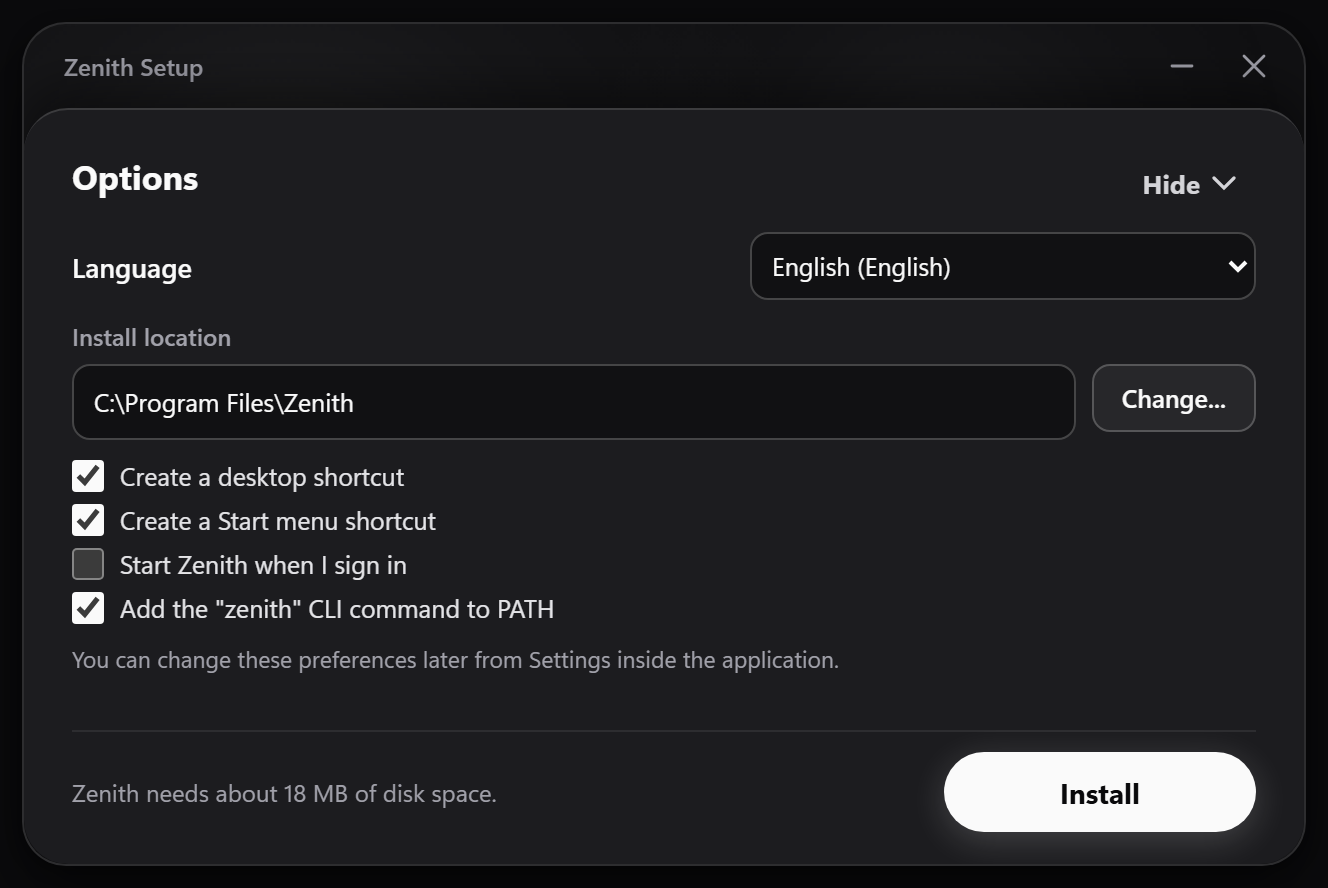 Zenith Setup
Options
Hide
Language
English (English)
Install location
C:\Program Files\Zenith
Change...
Create a desktop shortcut
Create a Start menu shortcut
Start Zenith when I sign in
Add the "zenith" CLI command to PATH
You can change these preferences later from Settings inside the application.
Zenith needs about 18 MB of disk space.
Install